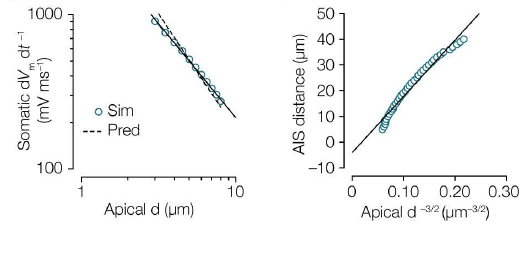 1000
100
Somatic dVm dt⁻¹
(mV ms⁻¹)
Sim
Pred
1
10
Apical d (µm)
50
40
30
20
10
0
−10
AIS distance (µm)
0
0.10
0.20
0.30
Apical d ⁻³/² (µm⁻³/²)